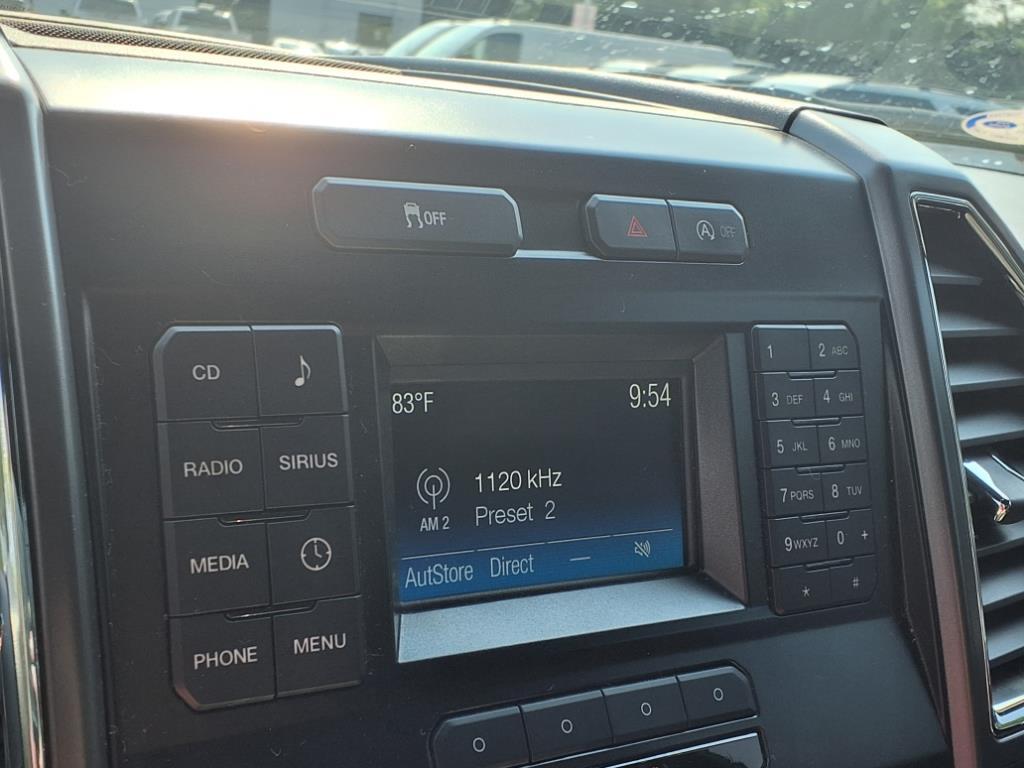 OFF
A OFF
CD
RADIO SIRIUS
MEDIA
PHONE MENU
83°F 9:54
1120 kHz
AM 2 Preset 2
AutStore Direct —
1 2 ABC
3 DEF 4 GHI
5 JKL 6 MNO
7 PQRS 8 TUV
9 WXYZ 0 +
* #